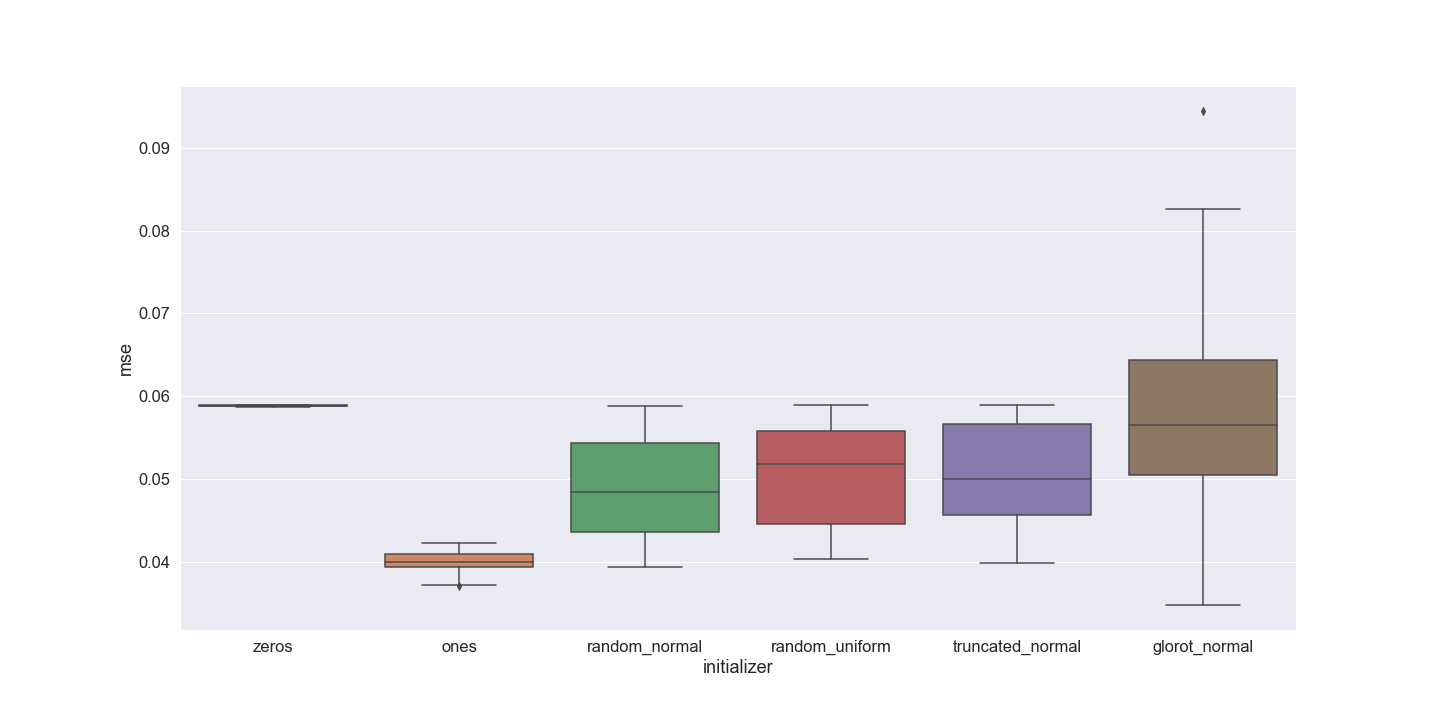 0.09
0.08
0.07
0.06
0.05
0.04
mse
zeros
ones
random_normal
random_uniform
truncated_normal
glorot_normal
initializer